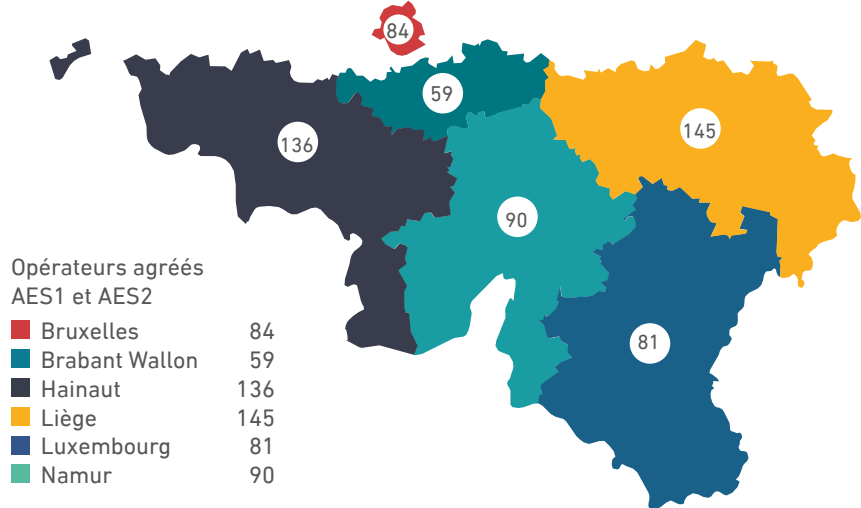 84
59
136
145
90
81
Opérateurs agréés
AES1 et AES2
Bruxelles 84
Brabant Wallon 59
Hainaut 136
Liège 145
Luxembourg 81
Namur 90